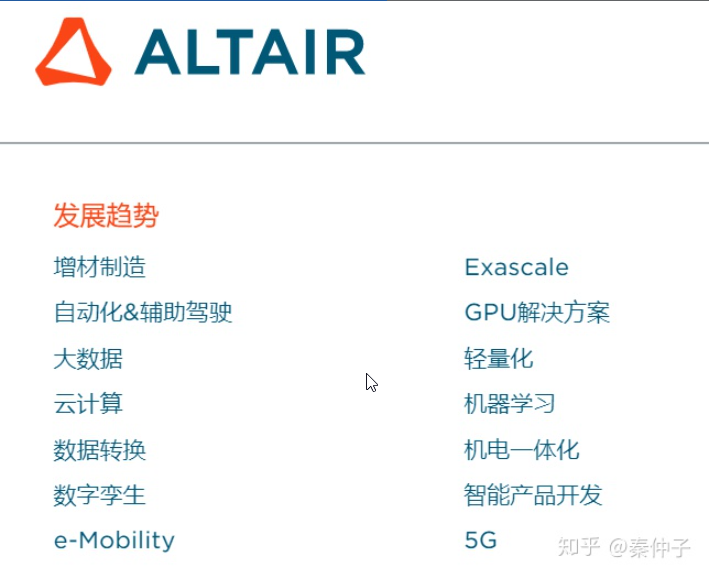 ALTAIR
发展趋势
增材制造
自动化&辅助驾驶
大数据
云计算
数据转换
数字孪生
e-Mobility
Exascale
GPU解决方案
轻量化
机器学习
机电一体化
智能产品开发
5G
知乎 @秦仲子